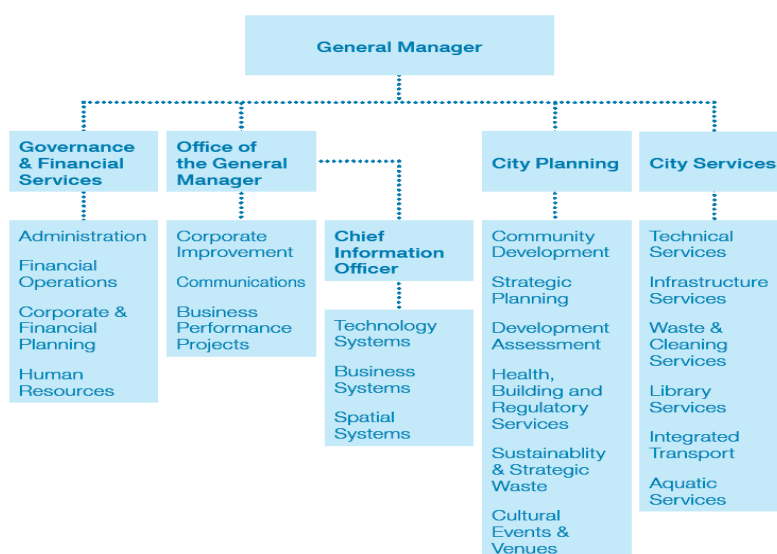 General Manager
Governance
& Financial
Services
Office of
the General
Manager
City Planning
City Services
Administration
Financial
Operations
Corporate &
Financial
Planning
Human
Resources
Corporate
Improvement
Communications
Business
Performance
Projects
Chief
Information
Officer
Technology
Systems
Business
Systems
Spatial
Systems
Community
Development
Strategic
Planning
Development
Assessment
Health,
Building and
Regulatory
Services
Sustainablity
& Strategic
Waste
Cultural
Events &
Venues
Technical
Services
Infrastructure
Services
Waste &
Cleaning
Services
Library
Services
Integrated
Transport
Aquatic
Services